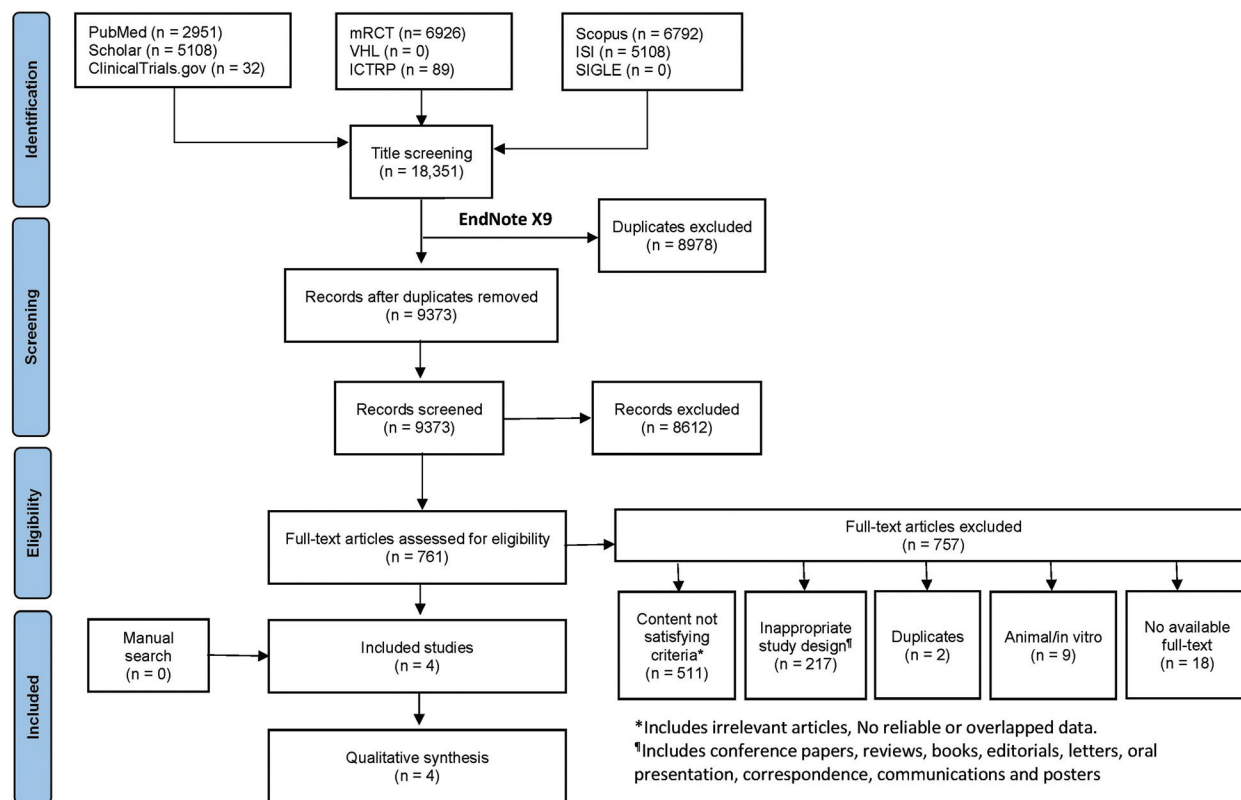 Identification
PubMed (n = 2951)
Scholar (n = 5108)
ClinicalTrials.gov (n = 32)
mRCT (n= 6926)
VHL (n = 0)
ICTRP (n = 89)
Scopus (n = 6792)
ISI (n = 5108)
SIGLE (n = 0)
Title screening
(n = 18,351)
Screening
EndNote X9
Duplicates excluded
(n = 8978)
Records after duplicates removed
(n = 9373)
Records screened
(n = 9373)
Records excluded
(n = 8612)
Eligibility
Full-text articles assessed for eligibility
(n = 761)
Full-text articles excluded
(n = 757)
Content not
satisfying
criteria*
(n = 511)
Inappropriate
study design¶
(n = 217)
Duplicates
(n = 2)
Animal/in vitro
(n = 9)
No available
full-text
(n = 18)
Included
Manual
search
(n = 0)
Included studies
(n = 4)
Qualitative synthesis
(n = 4)
*Includes irrelevant articles, No reliable or overlapped data.
¶Includes conference papers, reviews, books, editorials, letters, oral
presentation, correspondence, communications and posters